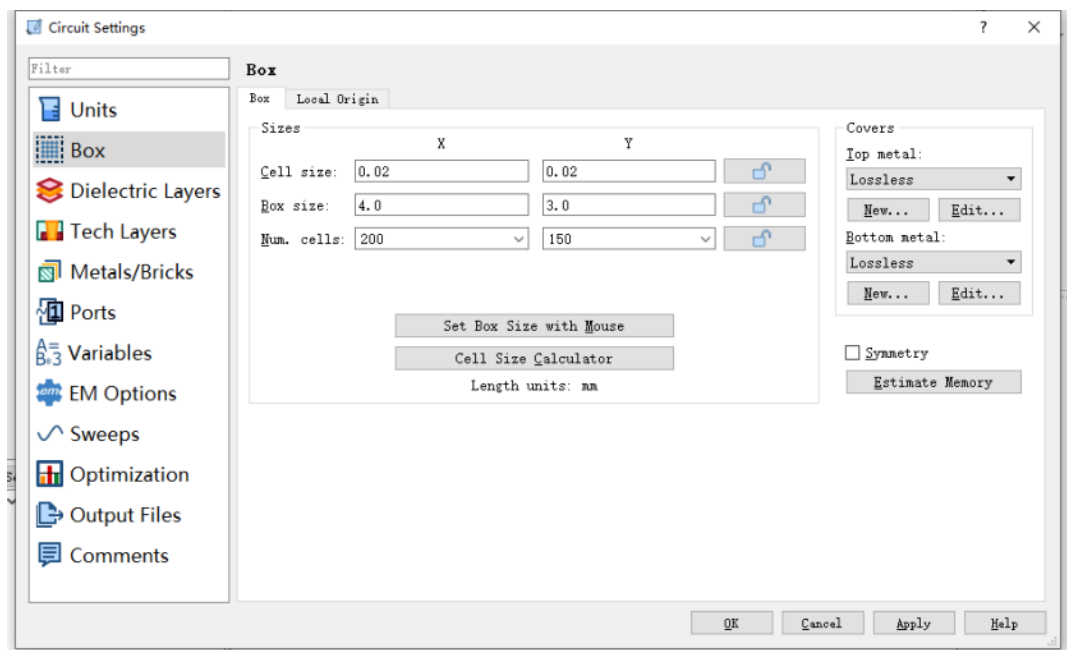 Circuit Settings
?
Filter
Units
Box
Dielectric Layers
Tech Layers
Metals/Bricks
Ports
Variables
EM Options
Sweeps
Optimization
Output Files
Comments
Box
Box Local Origin
Sizes
X Y
Cell size: 0.02 0.02
Box size: 4.0 3.0
Num. cells: 200 150
Set Box Size with Mouse
Cell Size Calculator
Length units: mm
Covers
Top metal:
Lossless
New... Edit...
Bottom metal:
Lossless
New... Edit...
Symmetry
Estimate Memory
OK Cancel Apply Help